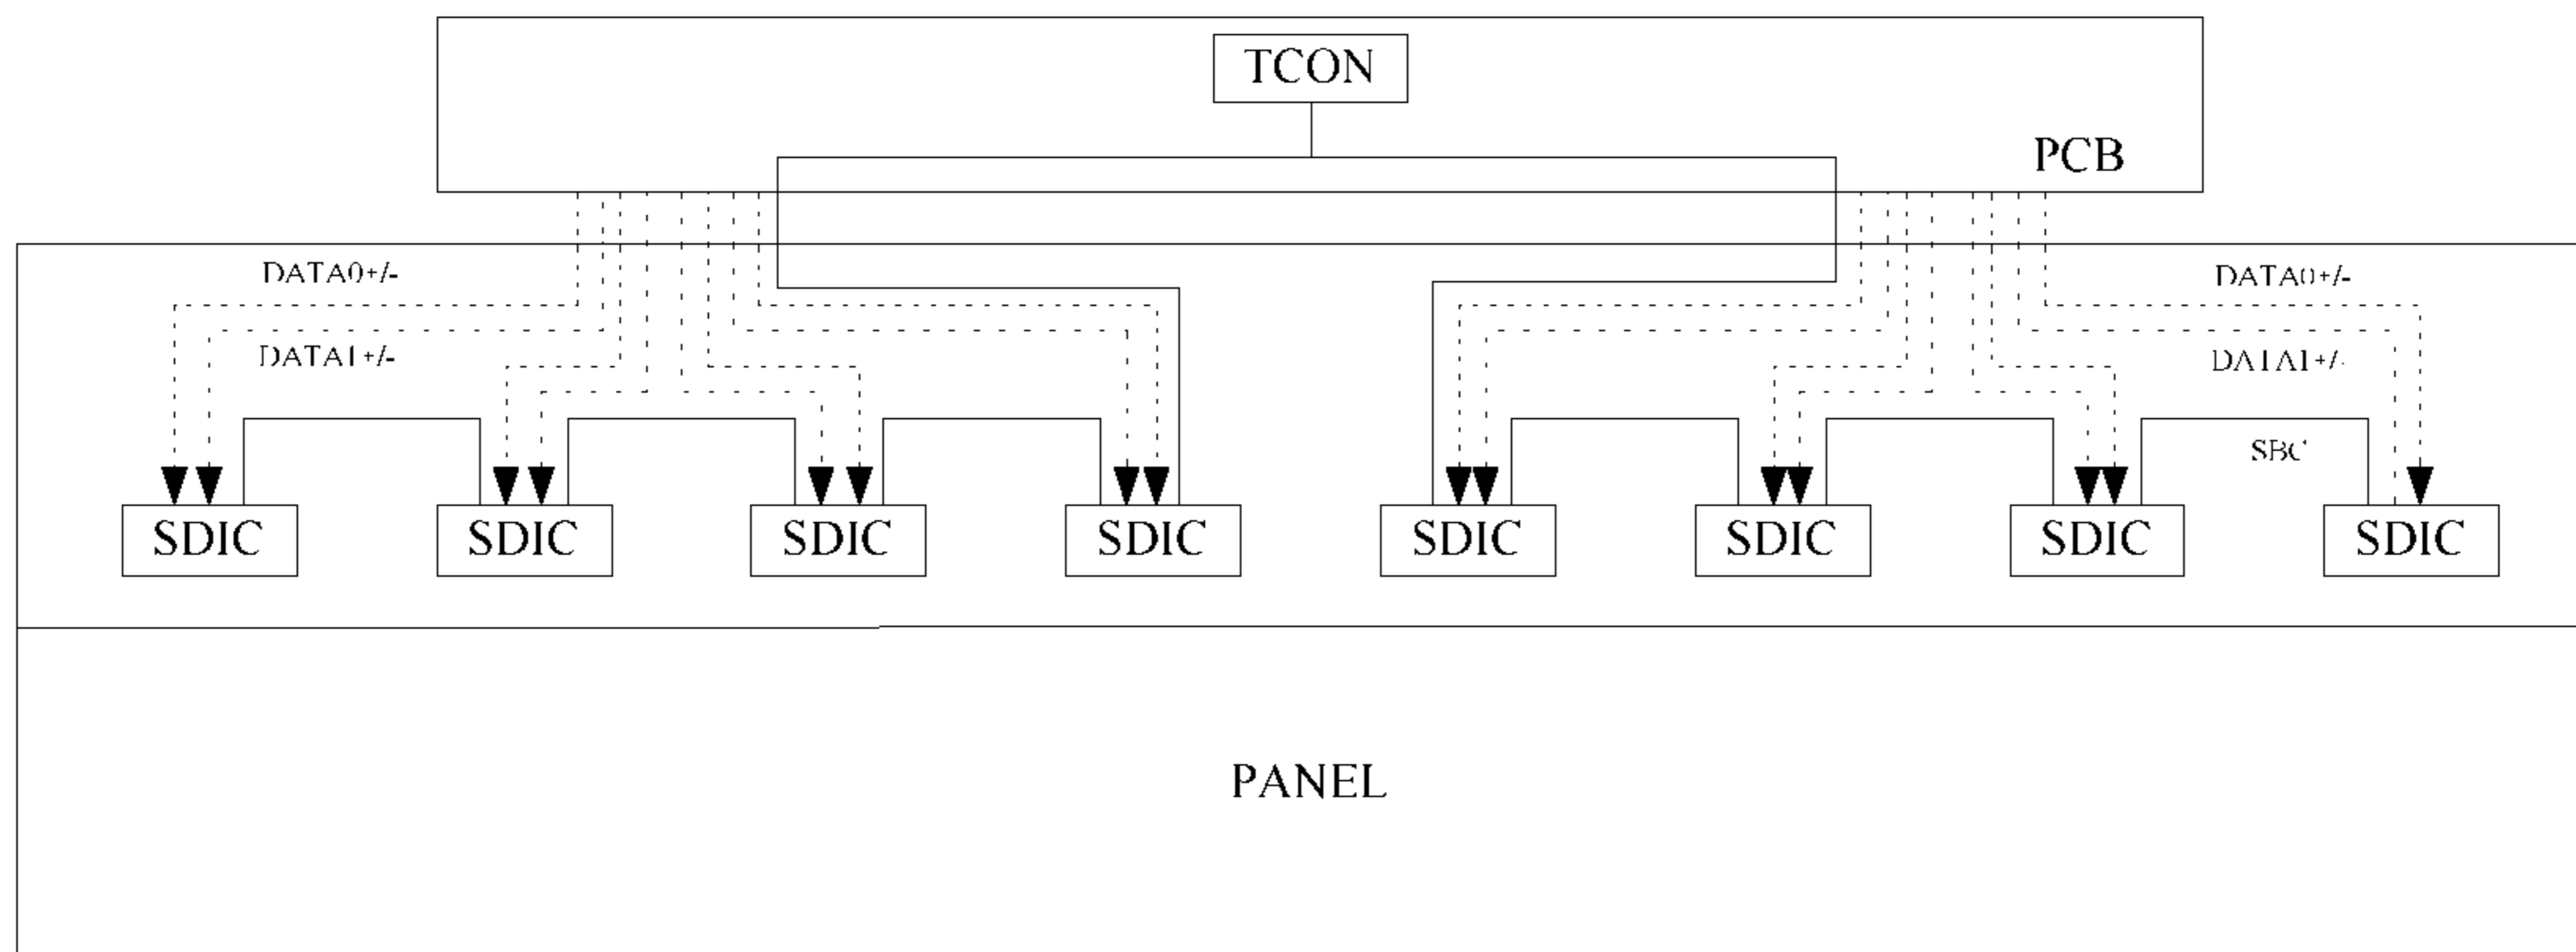 TCON
PCB
DATA0+/-
DATA0+/-
DATA1+/-
DATA1+/-
SBC
SDIC SDIC SDIC SDIC SDIC SDIC SDIC SDIC
PANEL